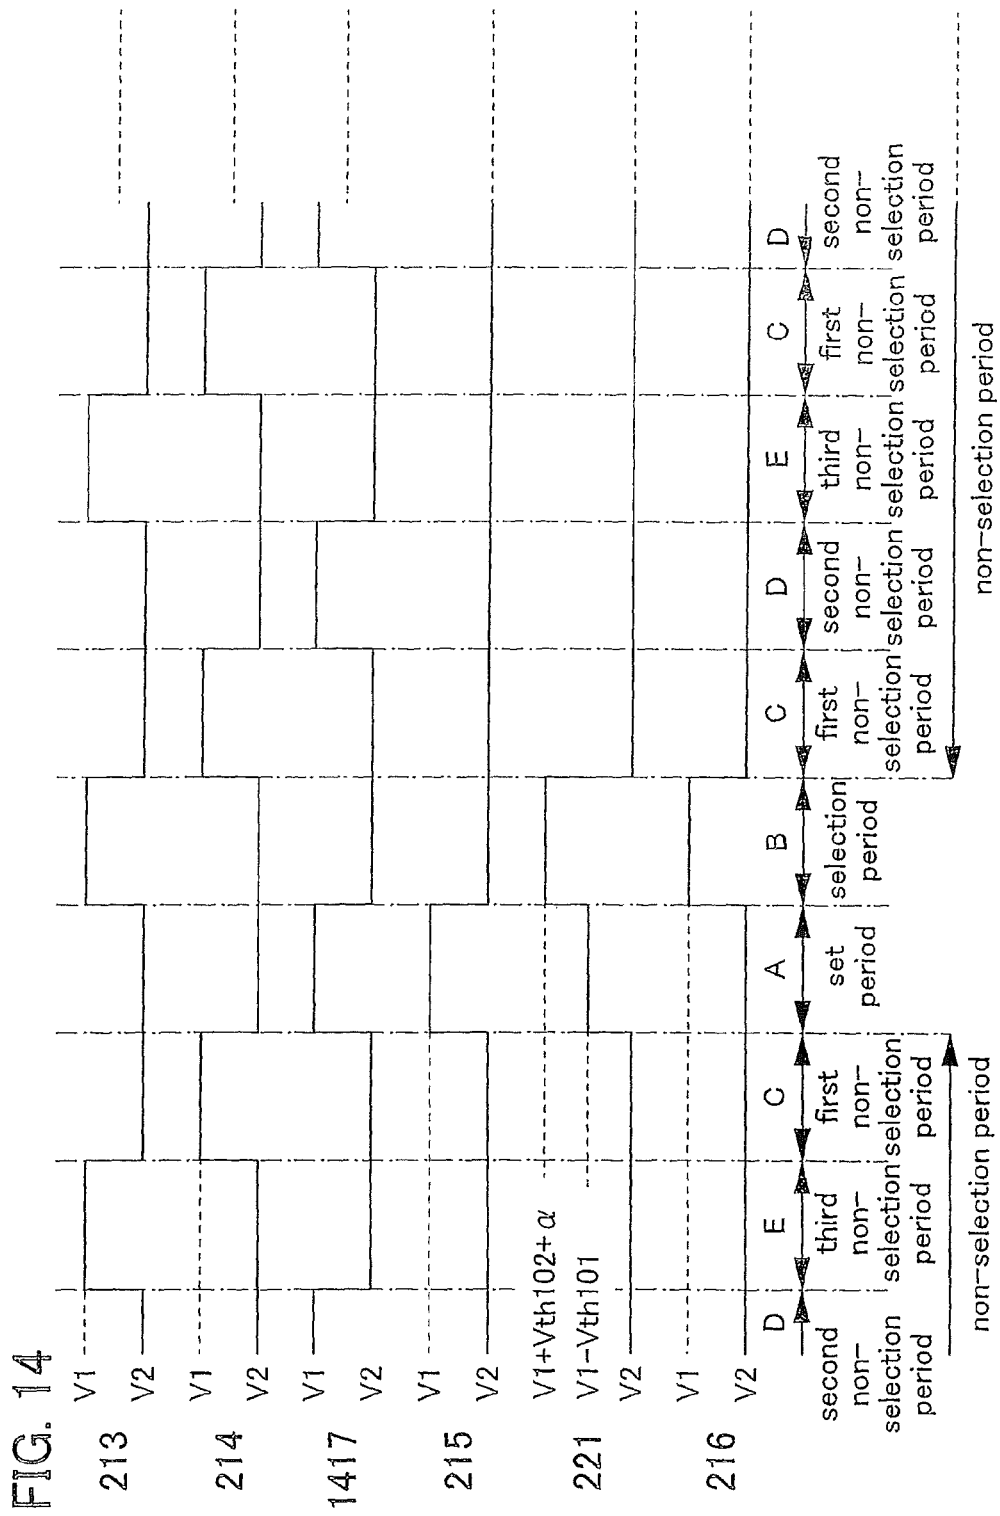 FIG. 14
213
V1
V2
214
V1
V2
1417
V1
V2
215
V1
V2
221
V1+Vth102+α
V1-Vth101
V2
216
V1
V2
D
E
C
A
B
C
D
E
C
D
second
non-
selection
period
third
non-
selection
period
first
non-
selection
period
set
period
selection
period
first
non-
selection
period
second
non-
selection
period
third
non-
selection
period
first
non-
selection
period
second
non-
selection
period
non-selection period
non-selection period